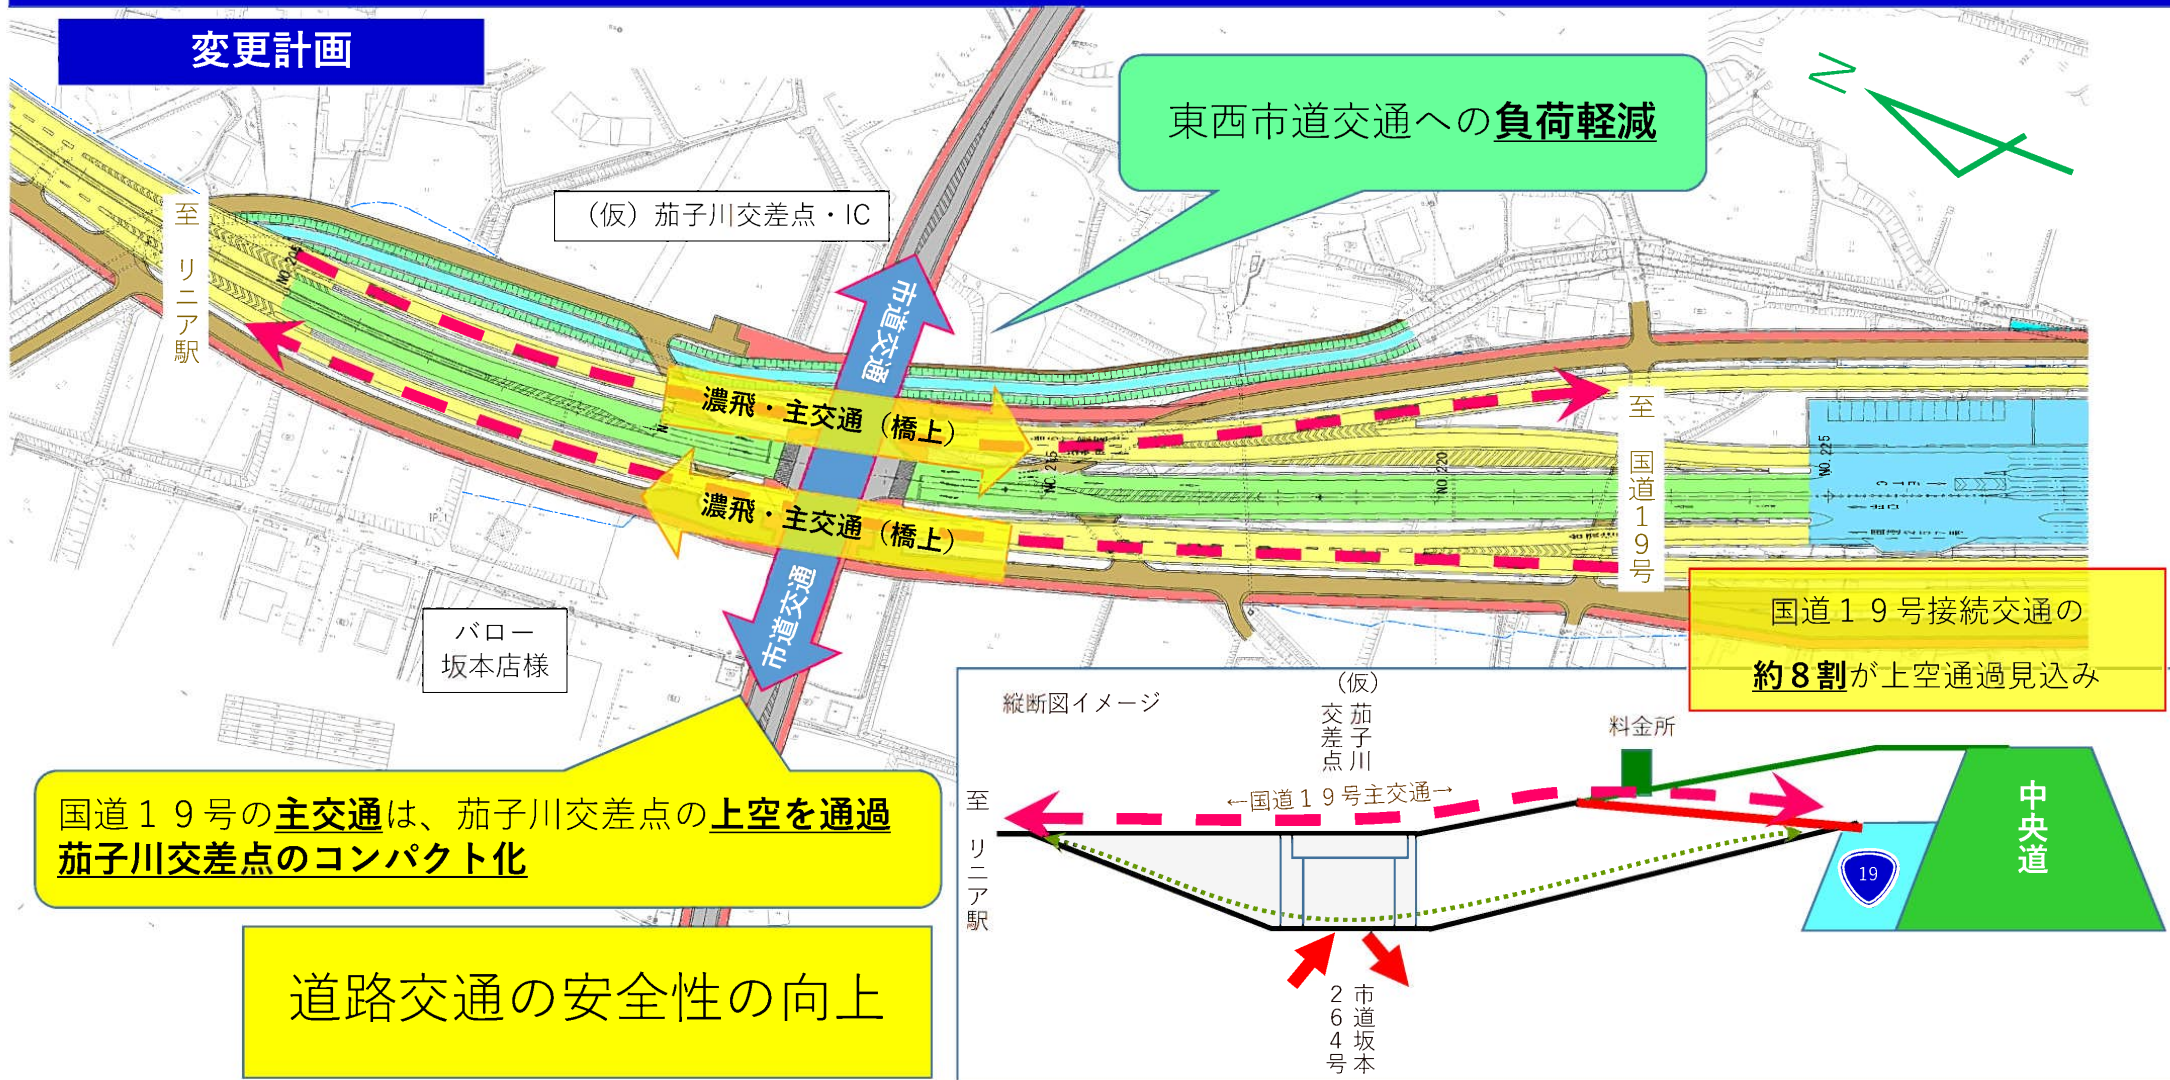 変更計画
東西市道交通への負荷軽減
N
(仮) 茄子川交差点・IC
至 リニア駅
NO.205
市道交通
濃飛・主交通（橋上）
濃飛・主交通（橋上）
市道交通
NO.215
NO.220
NO.225
至 国道19号
バロー
坂本店様
国道１９号接続交通の
約８割が上空通過見込み
国道１９号の主交通は、茄子川交差点の上空を通過
茄子川交差点のコンパクト化
道路交通の安全性の向上
縦断図イメージ
(仮)
茄子川
交差点
料金所
←国道１９号主交通→
至 リニア駅
中央道
19
市道坂本
264号